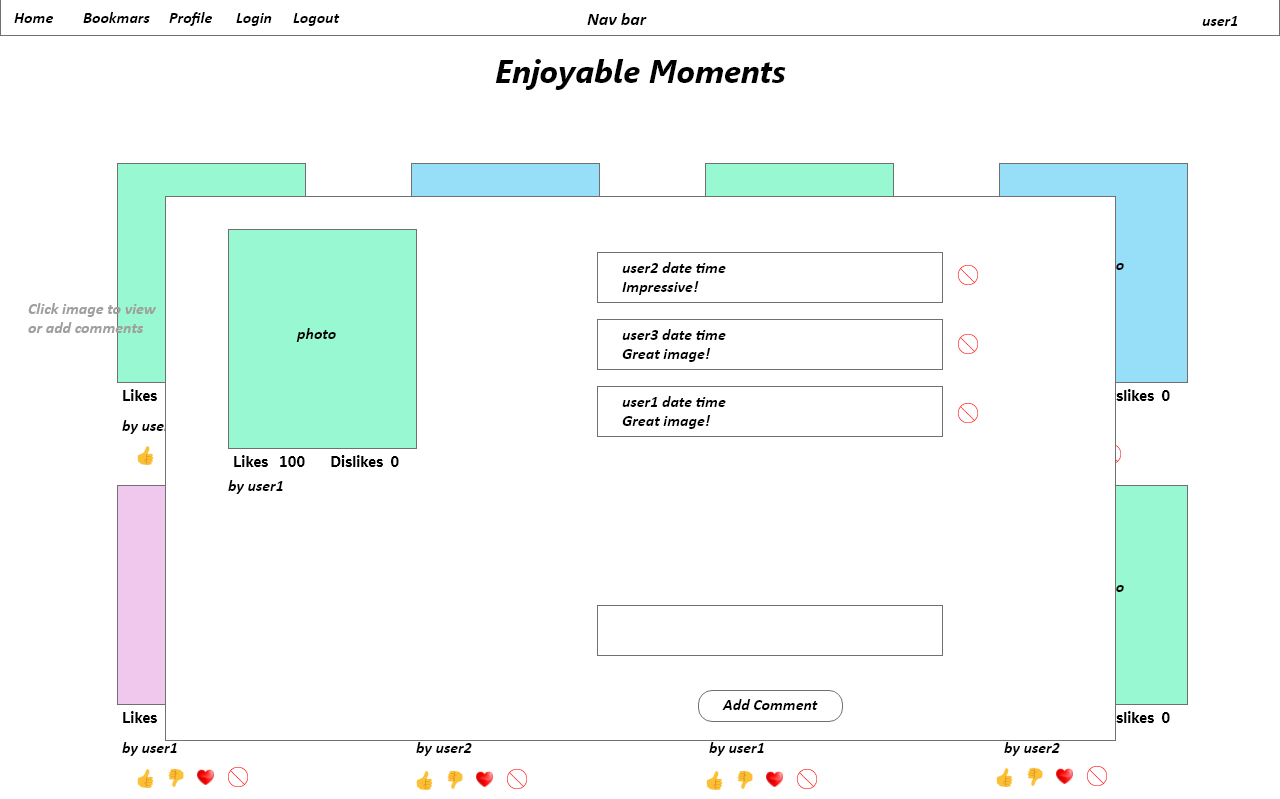 Home Bookmars Profile Login Logout Nav bar user1
Enjoyable Moments
Click image to view
or add comments
photo
user2 date time
Impressive!
user3 date time
Great image!
user1 date time
Great image!
Likes
slikes 0
by use
Likes 100 Dislikes 0
by user1
o
o
Add Comment
Likes
slikes 0
by user1 by user2 by user1 by user2